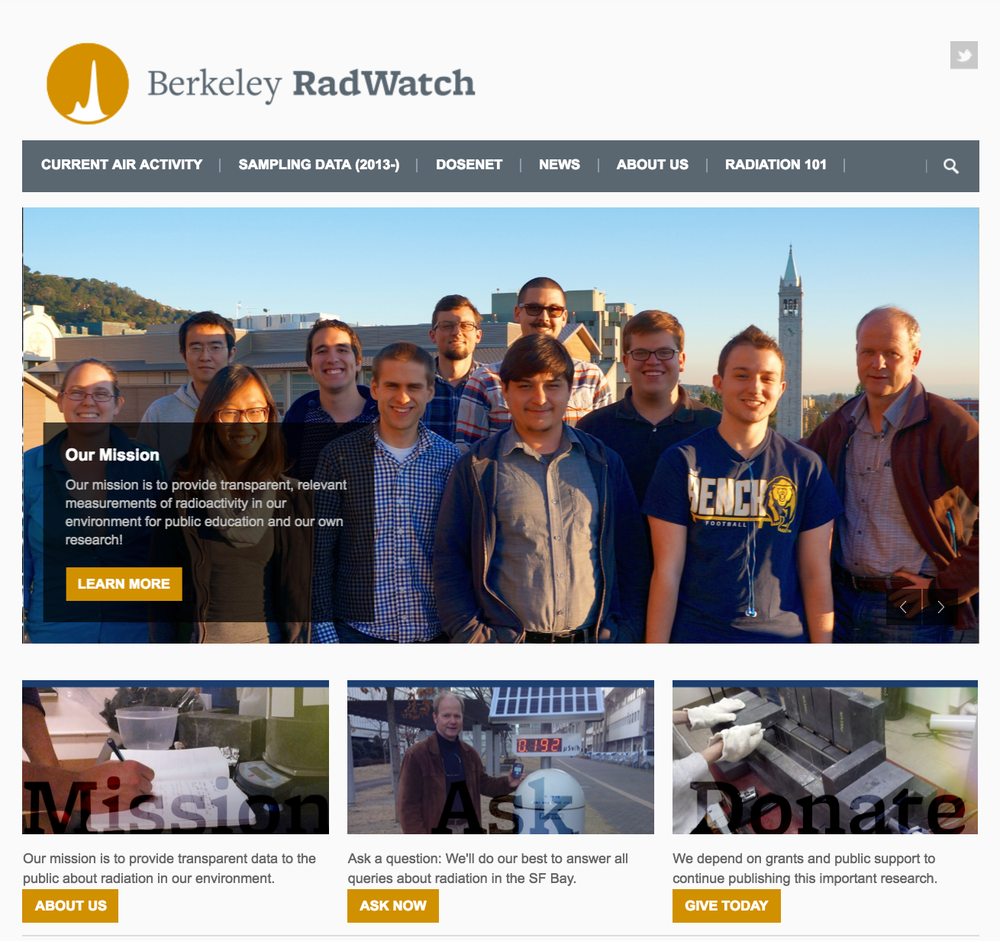 Berkeley RadWatch
CURRENT AIR ACTIVITY
SAMPLING DATA (2013-)
DOSENET
NEWS
ABOUT US
RADIATION 101
THE
BENCH
FOOTBALL
Our Mission
Our mission is to provide transparent, relevant
measurements of radioactivity in our
environment for public education and our own
research!
LEARN MORE
Mission
0.192
µSv/h
Ask
Donate
Our mission is to provide transparent data to the
public about radiation in our environment.
ABOUT US
Ask a question: We'll do our best to answer all
queries about radiation in the SF Bay.
ASK NOW
We depend on grants and public support to
continue publishing this important research.
GIVE TODAY